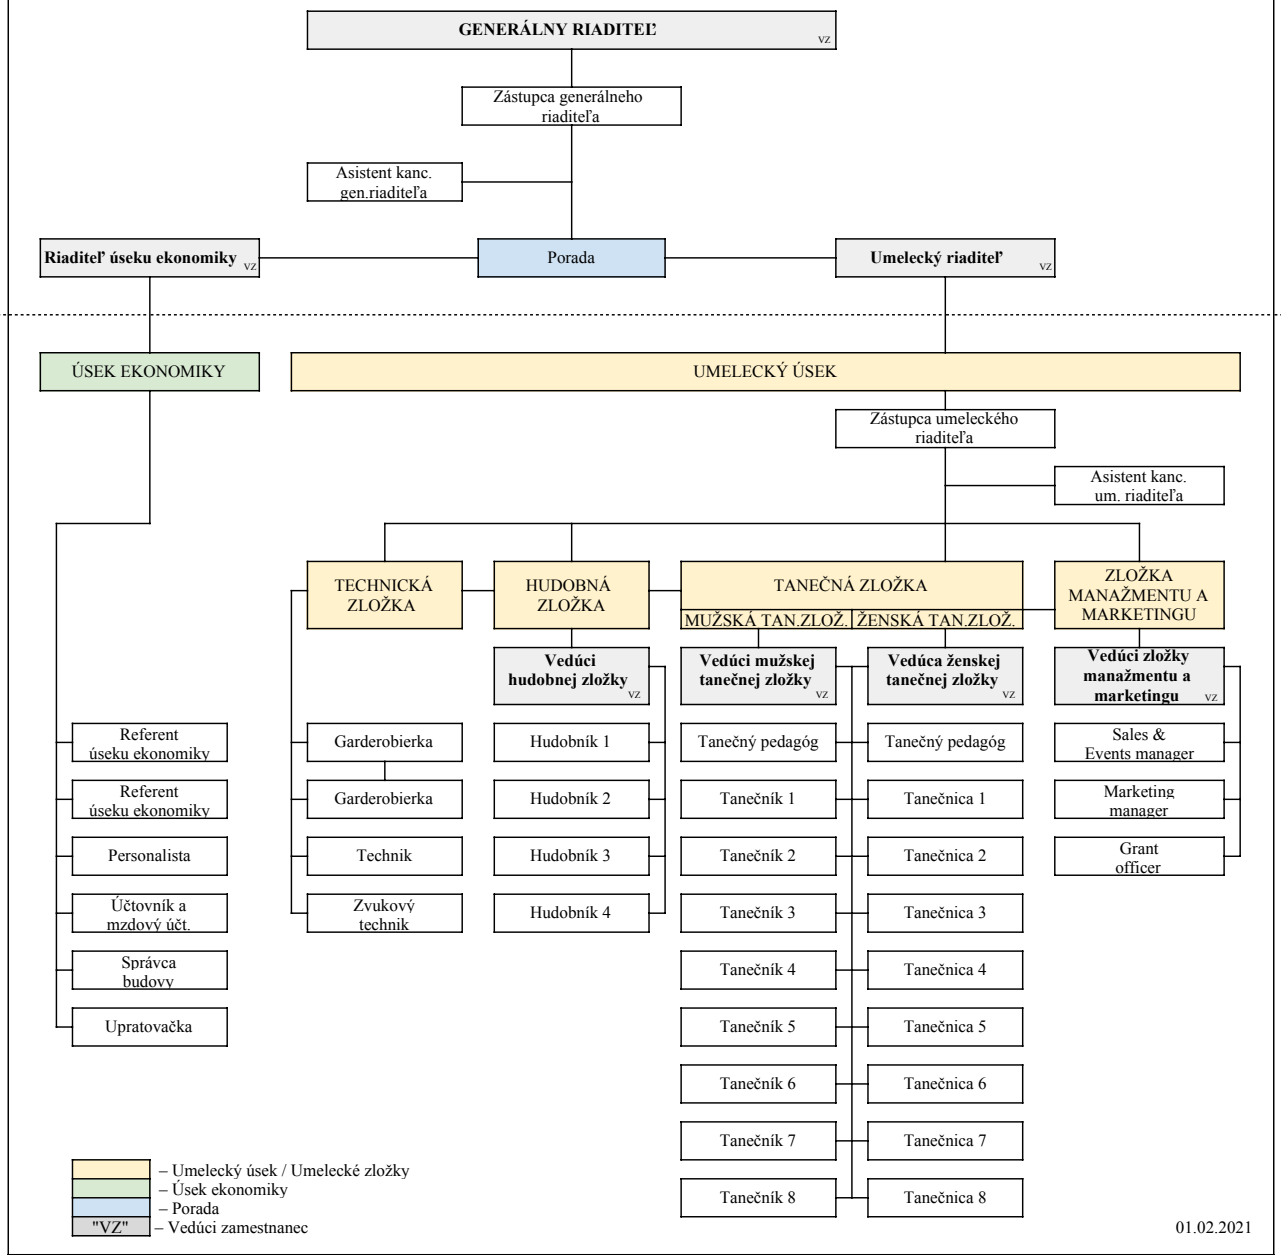 GENERÁLNY RIADITEĽ
VZ
Zástupca generálneho
riaditeľa
Asistent kanc.
gen.riaditeľa
Riaditeľ úseku ekonomiky
VZ
Porada
Umelecký riaditeľ
VZ
ÚSEK EKONOMIKY
UMELECKÝ ÚSEK
Zástupca umeleckého
riaditeľa
Asistent kanc.
um. riaditeľa
TECHNICKÁ
ZLOŽKA
HUDOBNÁ
ZLOŽKA
TANEČNÁ ZLOŽKA
MUŽSKÁ TAN.ZLOŽ.
ŽENSKÁ TAN.ZLOŽ.
ZLOŽKA
MANAŽMENTU A
MARKETINGU
Vedúci
hudobnej zložky
VZ
Vedúci mužskej
tanečnej zložky
VZ
Vedúca ženskej
tanečnej zložky
VZ
Vedúci zložky
manažmentu a
marketingu
VZ
Referent
úseku ekonomiky
Garderobierka
Hudobník 1
Tanečný pedagóg
Tanečný pedagóg
Sales &
Events manager
Referent
úseku ekonomiky
Garderobierka
Hudobník 2
Tanečník 1
Tanečnica 1
Marketing
manager
Personalista
Technik
Hudobník 3
Tanečník 2
Tanečnica 2
Grant
officer
Účtovník a
mzdový účt.
Zvukový
technik
Hudobník 4
Tanečník 3
Tanečnica 3
Správca
budovy
Tanečník 4
Tanečnica 4
Upratovačka
Tanečník 5
Tanečnica 5
Tanečník 6
Tanečnica 6
Tanečník 7
Tanečnica 7
Tanečník 8
Tanečnica 8
– Umelecký úsek / Umelecké zložky
– Úsek ekonomiky
– Porada
"VZ" – Vedúci zamestnanec
01.02.2021